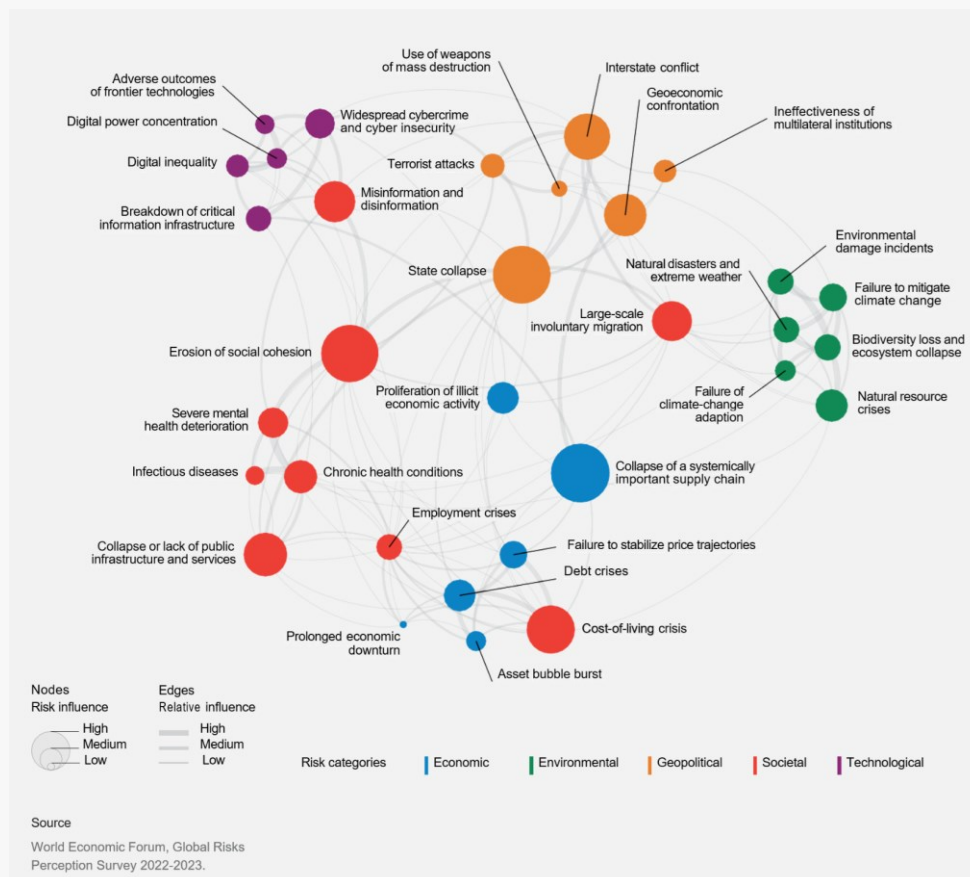 Use of weapons
of mass destruction
Interstate conflict
Geoeconomic
confrontation
Adverse outcomes
of frontier technologies
Digital power concentration
Widespread cybercrime
and cyber insecurity
Ineffectiveness of
multilateral institutions
Digital inequality
Terrorist attacks
Misinformation and
disinformation
Breakdown of critical
information infrastructure
Environmental
damage incidents
State collapse
Natural disasters and
extreme weather
Failure to mitigate
climate change
Large-scale
involuntary migration
Biodiversity loss and
ecosystem collapse
Erosion of social cohesion
Proliferation of illicit
economic activity
Failure of
climate-change
adaption
Natural resource
crises
Severe mental
health deterioration
Infectious diseases
Chronic health conditions
Collapse of a systemically
important supply chain
Employment crises
Collapse or lack of public
infrastructure and services
Failure to stabilize price trajectories
Debt crises
Prolonged economic
downturn
Cost-of-living crisis
Asset bubble burst
Nodes
Risk influence
High
Medium
Low
Edges
Relative influence
High
Medium
Low
Risk categories
Economic
Environmental
Geopolitical
Societal
Technological
Source
World Economic Forum, Global Risks
Perception Survey 2022-2023.